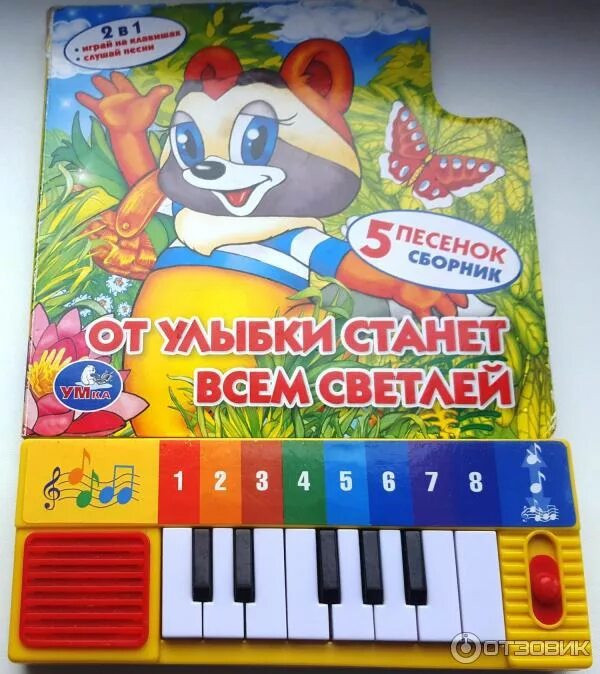 2 в 1
• играй на клавишах
• слушай песни
5 ПЕСЕНОК
СБОРНИК
ОТ УЛЫБКИ СТАНЕТ
ВСЕМ СВЕТЛЕЙ
УМКА
1 2 3 4 5 6 7 8
ОТЗОВИК